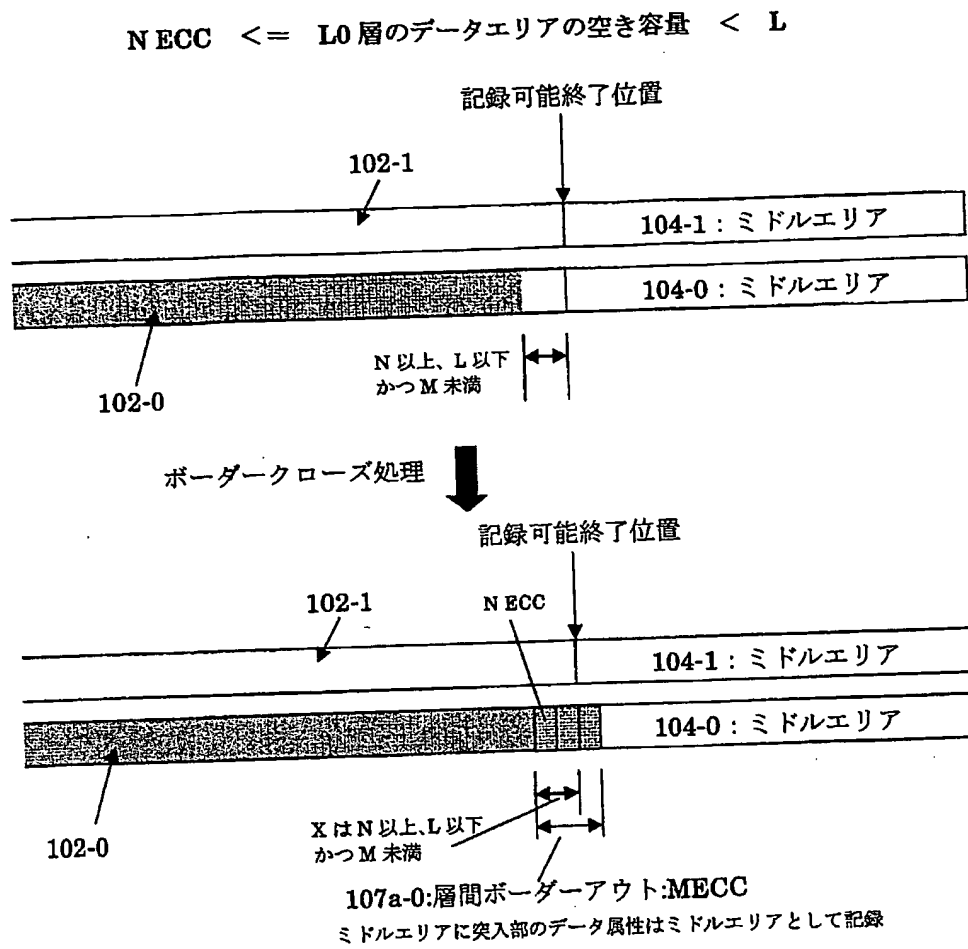 N ECC <= L0 層のデータエリアの空き容量 < L
記録可能終了位置
102-1
104-1 : ミドルエリア
104-0 : ミドルエリア
N 以上、L 以下
かつ M 未満
102-0
ボーダークローズ処理
記録可能終了位置
102-1
N ECC
104-1 : ミドルエリア
104-0 : ミドルエリア
X は N 以上、L 以下
かつ M 未満
102-0
107a-0:層間ボーダーアウト:MECC
ミドルエリアに突入部のデータ属性はミドルエリアとして記録